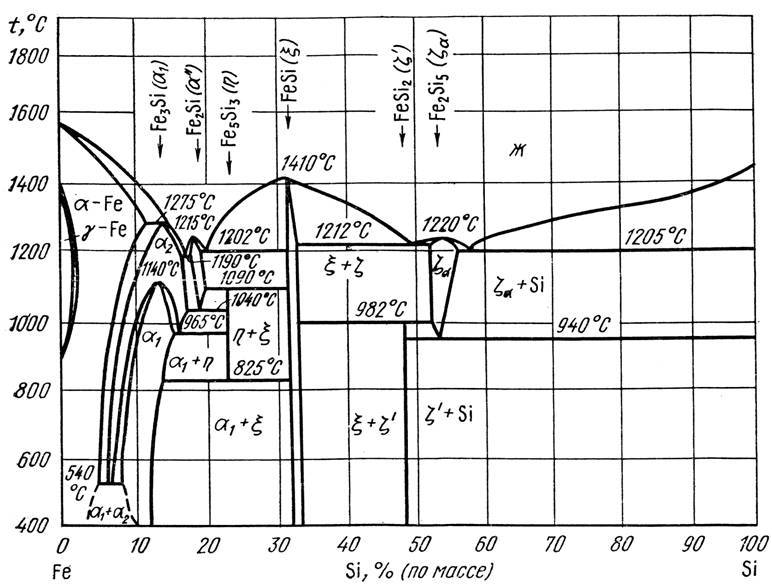 t,°C
1800
1600
1400
1200
1000
800
600
400
Fe₃Si(α₁)
Fe₂Si(α″)
Fe₅Si₃(η)
FeSi(ξ)
FeSi₂(ζ′)
Fe₂Si₅(ζα)
ж
1410°C
α-Fe
γ-Fe
1275°C
1215°C
α₂
1202°C
1212°C
1220°C
1205°C
1140°C
1190°C
1090°C
ξ+ζ
ζα
ζα+Si
1040°C
965°C
982°C
940°C
α₁
η+ξ
α₁+η
825°C
α₁+ξ
ξ+ζ′
ζ′+Si
540
°C
α₁+α₂
0 10 20 30 40 50 60 70 80 90 100
Fe Si, % (по массе) Si